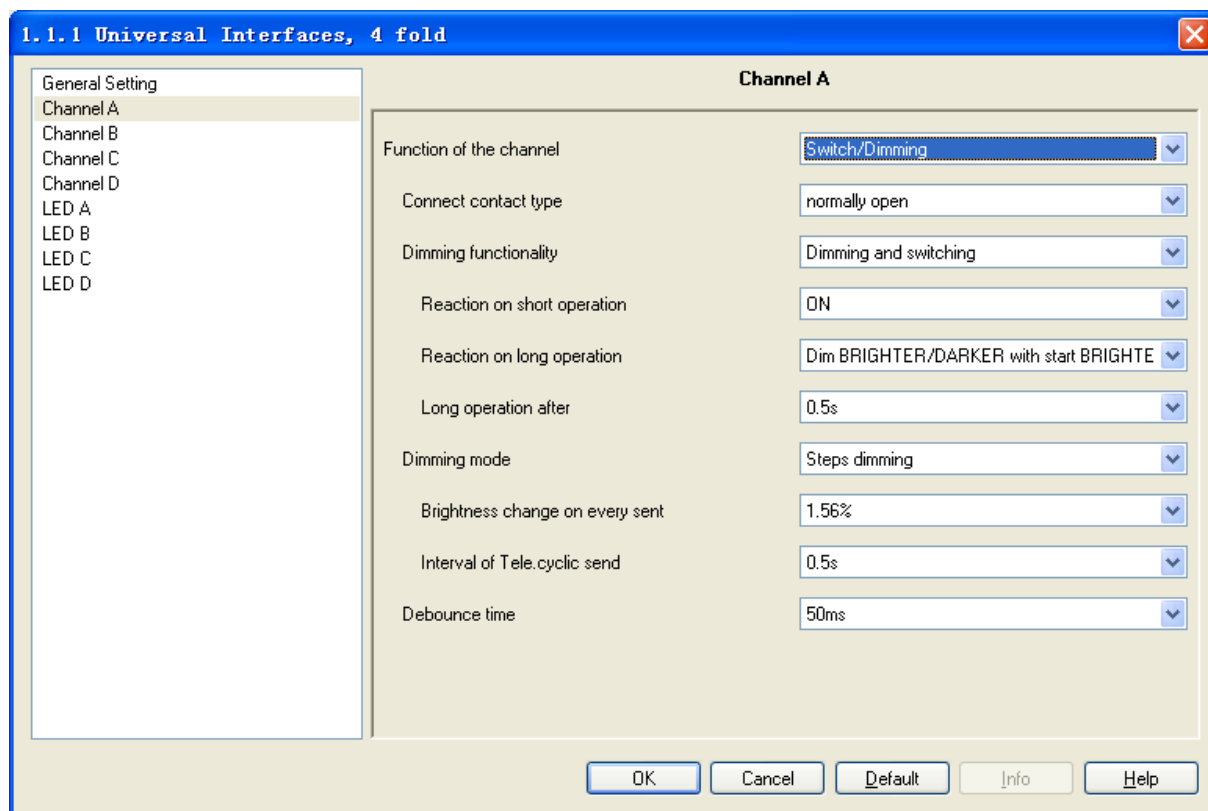 1.1.1 Universal Interfaces, 4 fold
General Setting
Channel A
Channel B
Channel C
Channel D
LED A
LED B
LED C
LED D
Channel A
Function of the channel Switch/Dimming
Connect contact type normally open
Dimming functionality Dimming and switching
Reaction on short operation ON
Reaction on long operation Dim BRIGHTER/DARKER with start BRIGHTE
Long operation after 0.5s
Dimming mode Steps dimming
Brightness change on every sent 1.56%
Interval of Tele.cyclic send 0.5s
Debounce time 50ms
OK Cancel Default Info Help